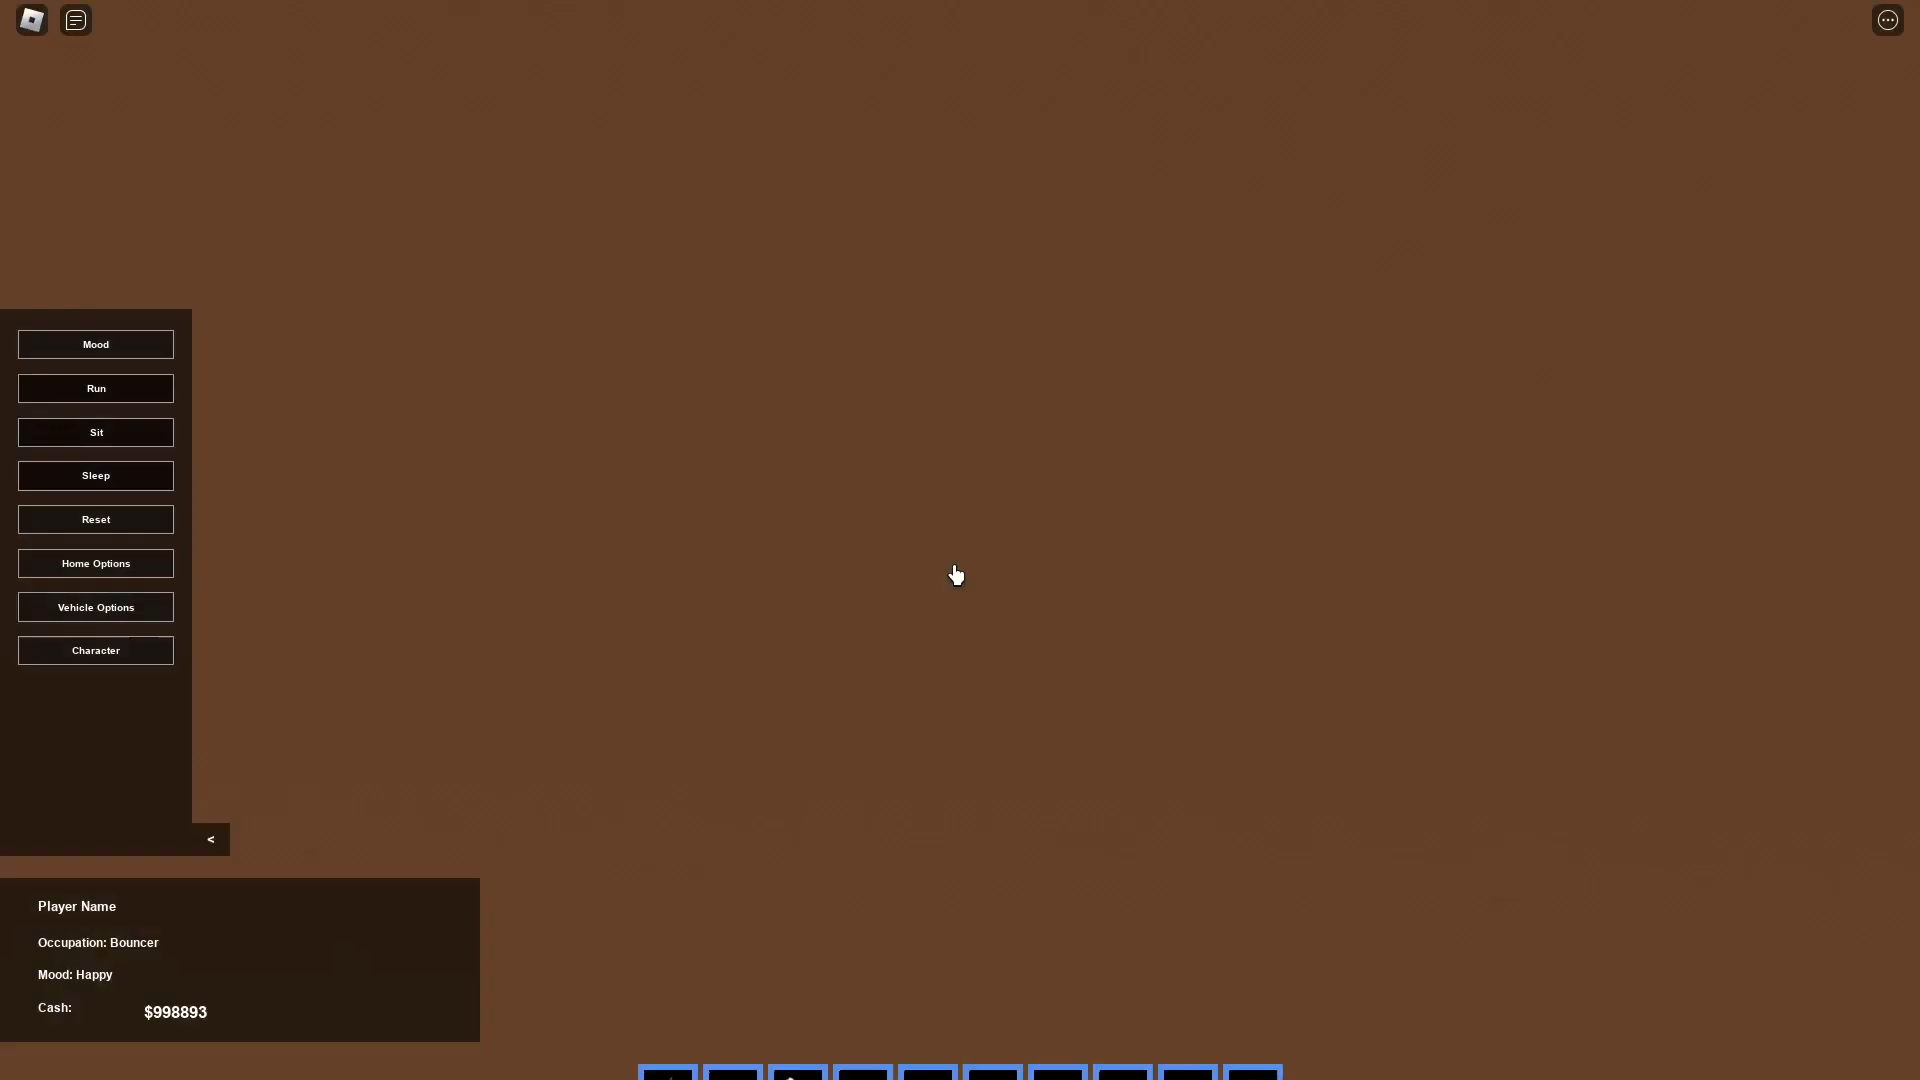 Mood
Run
Sit
Sleep
Reset
Home Options
Vehicle Options
Character
<
Player Name
Occupation: Bouncer
Mood: Happy
Cash: $998893